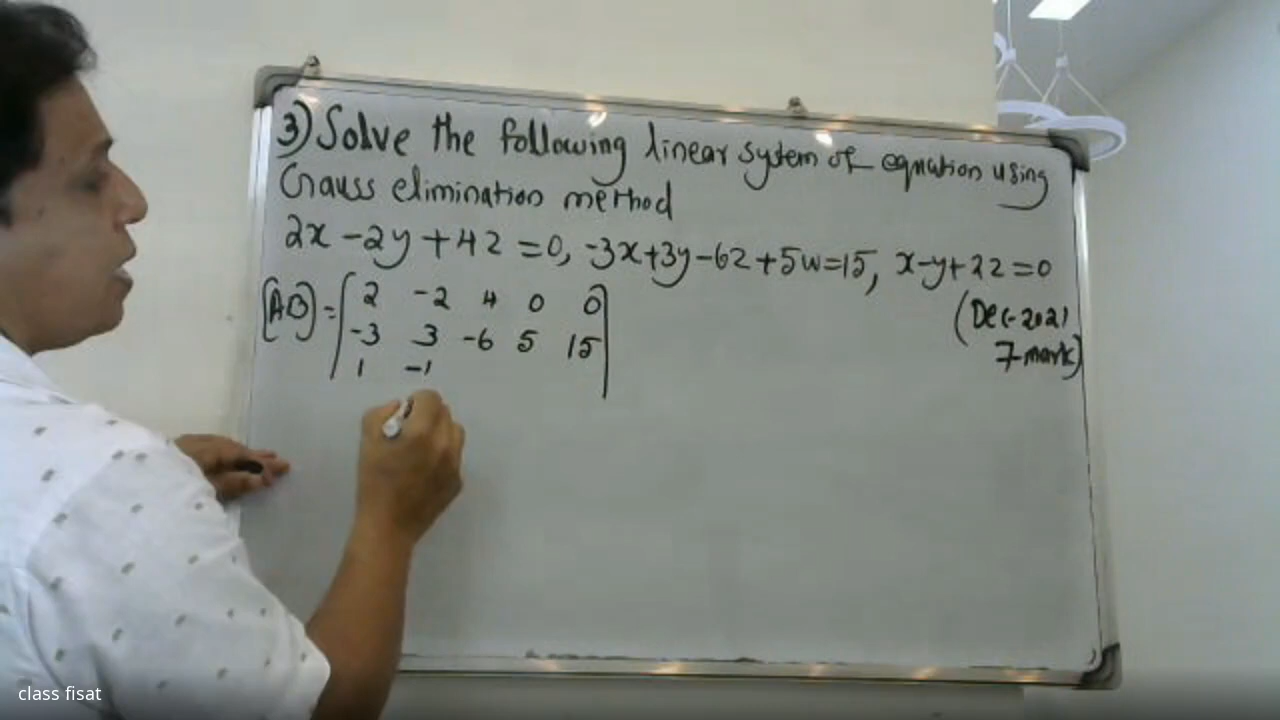 3) Solve the following linear system of equation using
Gauss elimination method
2x - 2y + 4z = 0, -3x + 3y - 6z + 5w = 15, x - y + 2z = 0
(Dec-2021
7 mark)
[AB] = [2 -2 4 0 0
-3 3 -6 5 15
1 -1
class fisat